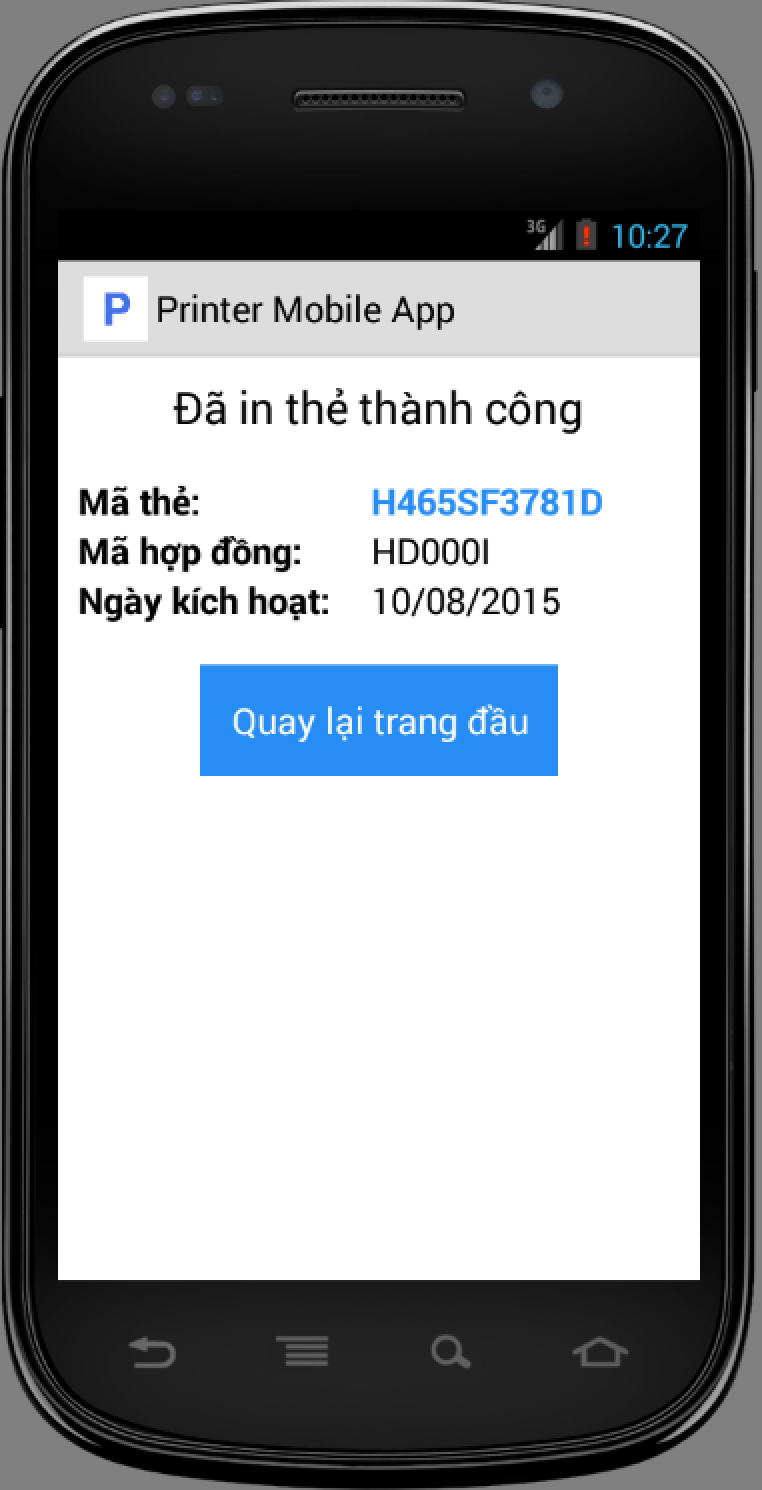 3G 10:27
P Printer Mobile App
Đã in thẻ thành công
Mã thẻ: H465SF3781D
Mã hợp đồng: HD000I
Ngày kích hoạt: 10/08/2015
Quay lại trang đầu